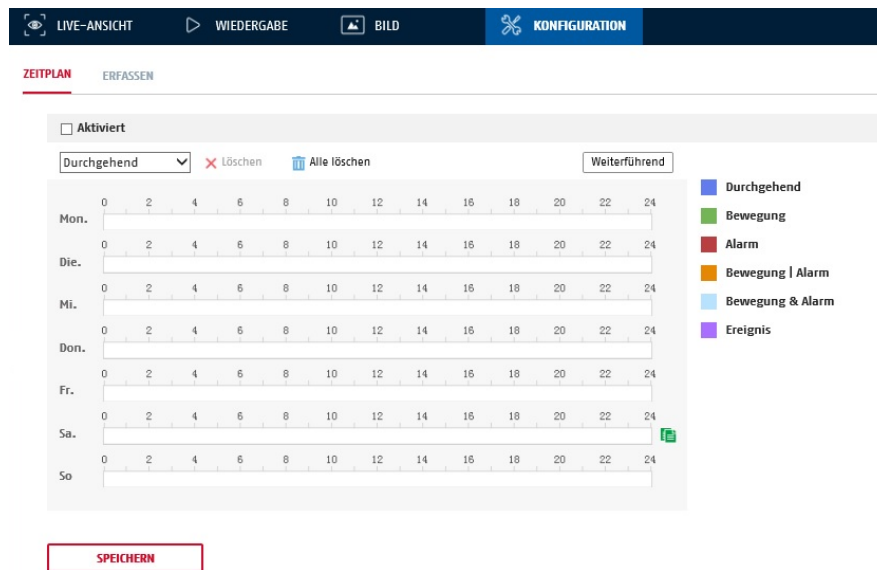 LIVE-ANSICHT WIEDERGABE BILD KONFIGURATION
ZEITPLAN ERFASSEN
Aktiviert
Durchgehend Löschen Alle löschen Weiterführend
0 2 4 6 8 10 12 14 16 18 20 22 24
Mon.
0 2 4 6 8 10 12 14 16 18 20 22 24
Die.
0 2 4 6 8 10 12 14 16 18 20 22 24
Mi.
0 2 4 6 8 10 12 14 16 18 20 22 24
Don.
0 2 4 6 8 10 12 14 16 18 20 22 24
Fr.
0 2 4 6 8 10 12 14 16 18 20 22 24
Sa.
0 2 4 6 8 10 12 14 16 18 20 22 24
So
Durchgehend
Bewegung
Alarm
Bewegung | Alarm
Bewegung & Alarm
Ereignis
SPEICHERN